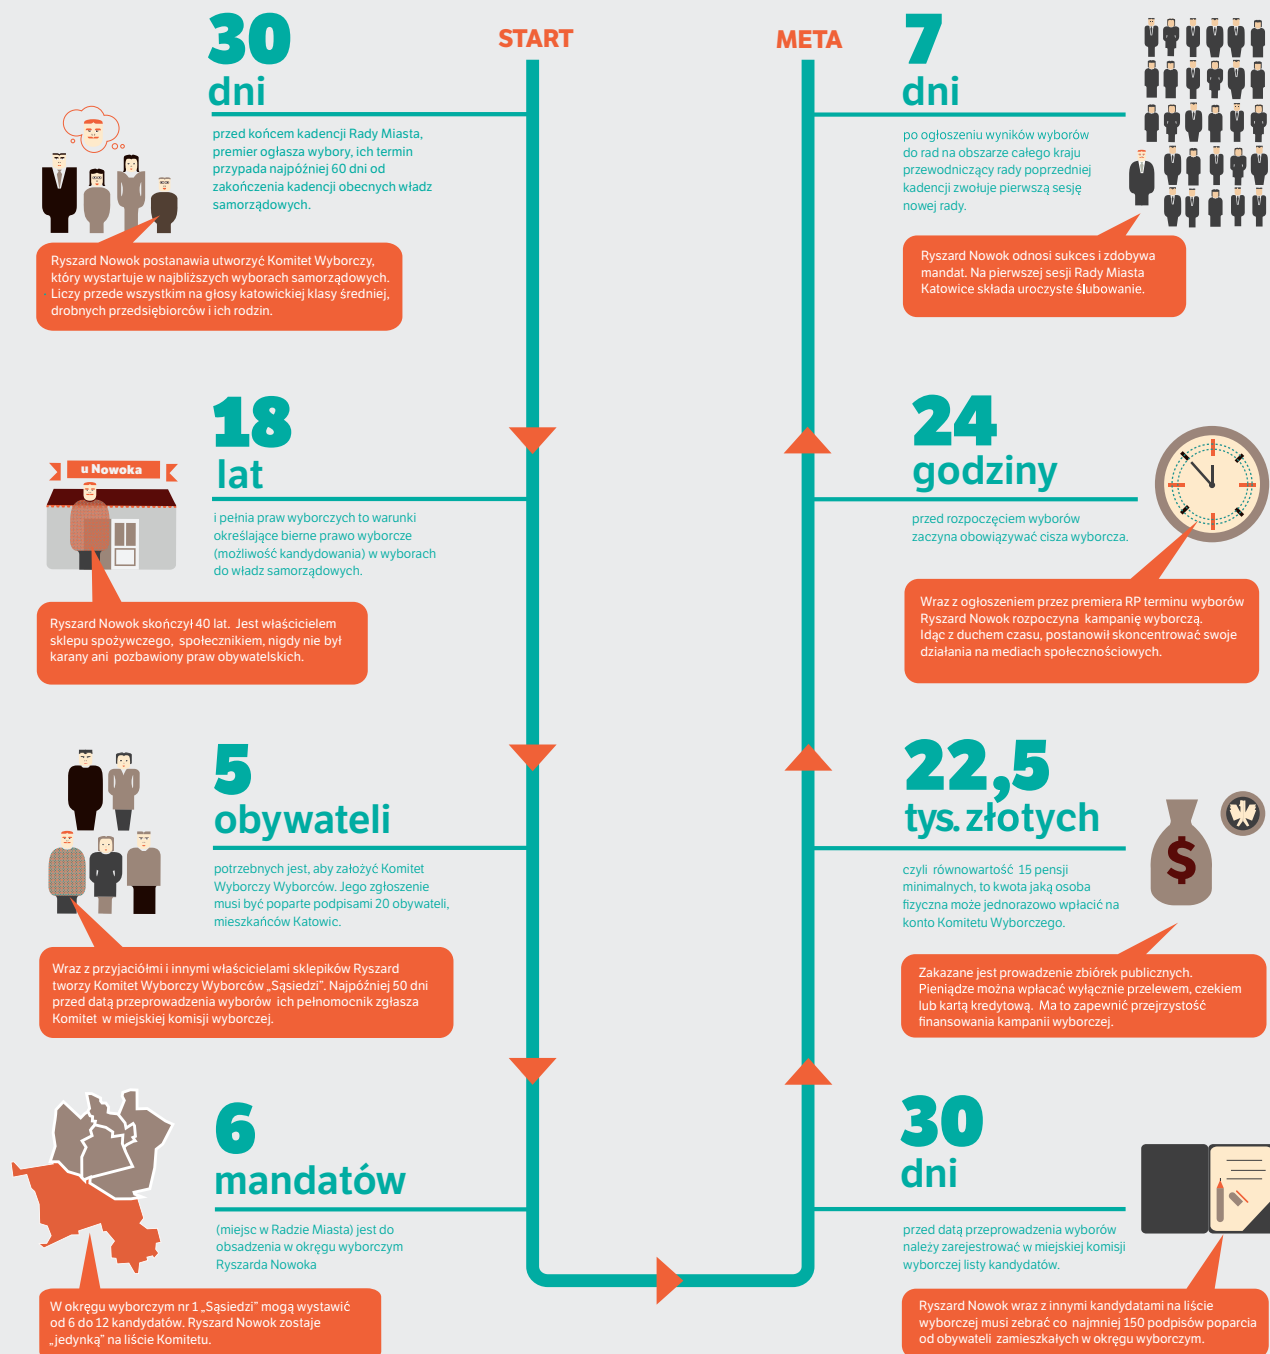 START
30
dni
przed końcem kadencji Rady Miasta,
premier ogłasza wybory, ich termin
przypada najpóźniej 60 dni od
zakończenia kadencji obecnych władz
samorządowych.
Ryszard Nowok postanawia utworzyć Komitet Wyborczy,
który wystartuje w najbliższych wyborach samorządowych.
Liczy przede wszystkim na głosy katowickiej klasy średniej,
drobnych przedsiębiorców i ich rodzin.
18
lat
u Nowoka
i pełnia praw wyborczych to warunki
określające bierne prawo wyborcze
(możliwość kandydowania) w wyborach
do władz samorządowych.
Ryszard Nowok skończył 40 lat. Jest właścicielem
sklepu spożywczego, społecznikiem, nigdy nie był
karany ani pozbawiony praw obywatelskich.
5
obywateli
potrzebnych jest, aby założyć Komitet
Wyborczy Wyborców. Jego zgłoszenie
musi być poparte podpisami 20 obywateli,
mieszkańców Katowic.
Wraz z przyjaciółmi i innymi właścicielami sklepików Ryszard
tworzy Komitet Wyborczy Wyborców „Sąsiedzi”. Najpóźniej 50 dni
przed datą przeprowadzenia wyborów ich pełnomocnik zgłasza
Komitet w miejskiej komisji wyborczej.
6
mandatów
(miejsc w Radzie Miasta) jest do
obsadzenia w okręgu wyborczym
Ryszarda Nowoka
W okręgu wyborczym nr 1 „Sąsiedzi” mogą wystawić
od 6 do 12 kandydatów. Ryszard Nowok zostaje
„jedynką” na liście Komitetu.
30
dni
przed datą przeprowadzenia wyborów
należy zarejestrować w miejskiej komisji
wyborczej listy kandydatów.
Ryszard Nowok wraz z innymi kandydatami na liście
wyborczej musi zebrać co najmniej 150 podpisów poparcia
od obywateli zamieszkałych w okręgu wyborczym.
22,5
tys. złotych
$
czyli równowartość 15 pensji
minimalnych, to kwota jaką osoba
fizyczna może jednorazowo wpłacić na
konto Komitetu Wyborczego.
Zakazane jest prowadzenie zbiórek publicznych.
Pieniądze można wpłacać wyłącznie przelewem, czekiem
lub kartą kredytową. Ma to zapewnić przejrzystość
finansowania kampanii wyborczej.
24
godziny
przed rozpoczęciem wyborów
zaczyna obowiązywać cisza wyborcza.
Wraz z ogłoszeniem przez premiera RP terminu wyborów
Ryszard Nowok rozpoczyna kampanię wyborczą.
Idąc z duchem czasu, postanowił skoncentrować swoje
działania na mediach społecznościowych.
META
7
dni
po ogłoszeniu wyników wyborów
do rad na obszarze całego kraju
przewodniczący rady poprzedniej
kadencji zwołuje pierwszą sesję
nowej rady.
Ryszard Nowok odnosi sukces i zdobywa
mandat. Na pierwszej sesji Rady Miasta
Katowice składa uroczyste ślubowanie.